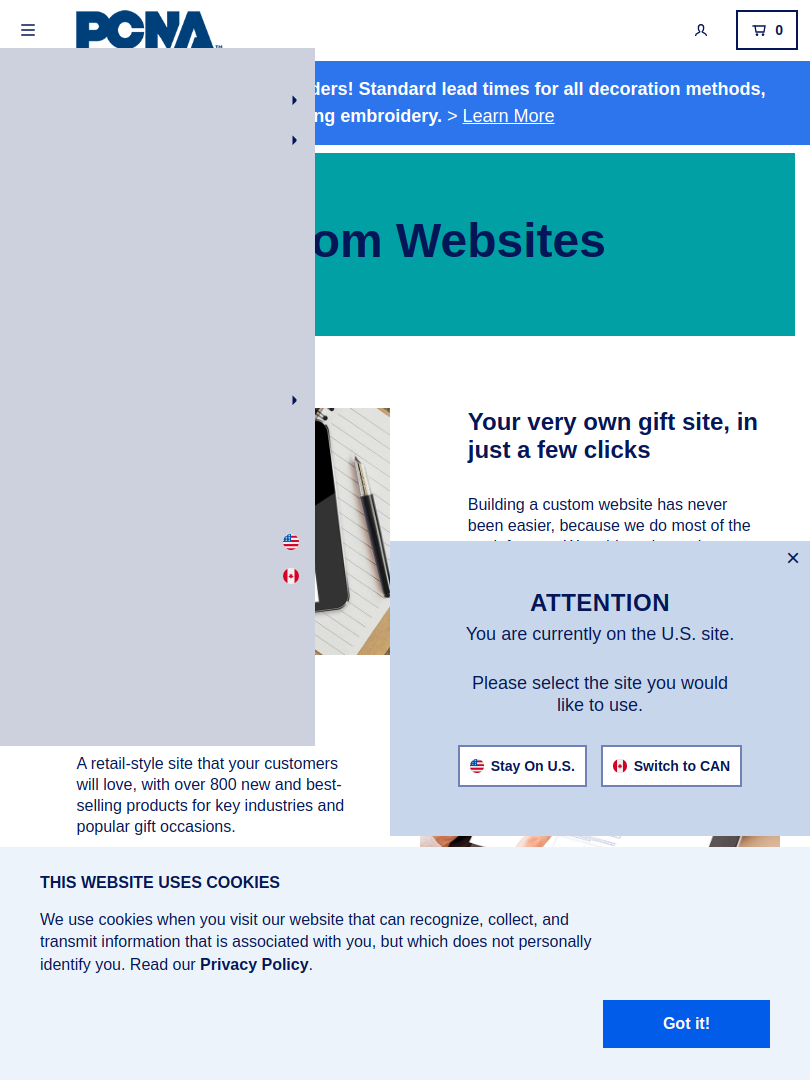 PCNA™
0
ders! Standard lead times for all decoration methods,
ng embroidery. > Learn More
om Websites
Your very own gift site, in
just a few clicks
Building a custom website has never
been easier, because we do most of the
×
ATTENTION
You are currently on the U.S. site.
Please select the site you would
like to use.
Stay On U.S.
Switch to CAN
A retail-style site that your customers
will love, with over 800 new and best-
selling products for key industries and
popular gift occasions.
THIS WEBSITE USES COOKIES
We use cookies when you visit our website that can recognize, collect, and
transmit information that is associated with you, but which does not personally
identify you. Read our Privacy Policy.
Got it!